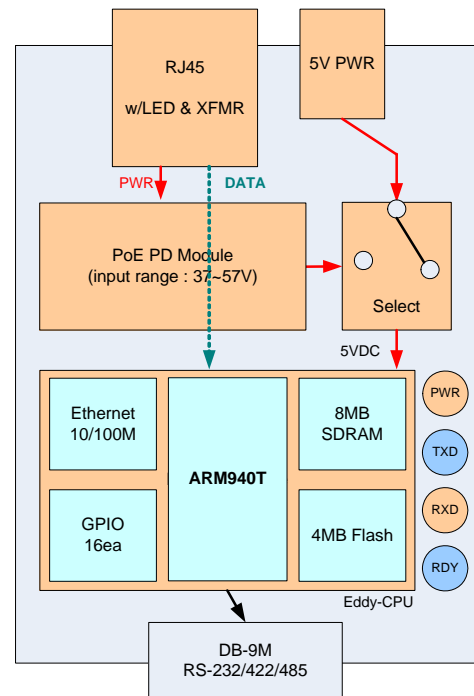 RJ45
w/LED & XFMR
5V PWR
PWR
DATA
PoE PD Module
(input range : 37~57V)
Select
5VDC
Ethernet
10/100M
ARM940T
8MB
SDRAM
GPIO
16ea
4MB Flash
PWR
TXD
RXD
RDY
Eddy-CPU
DB-9M
RS-232/422/485